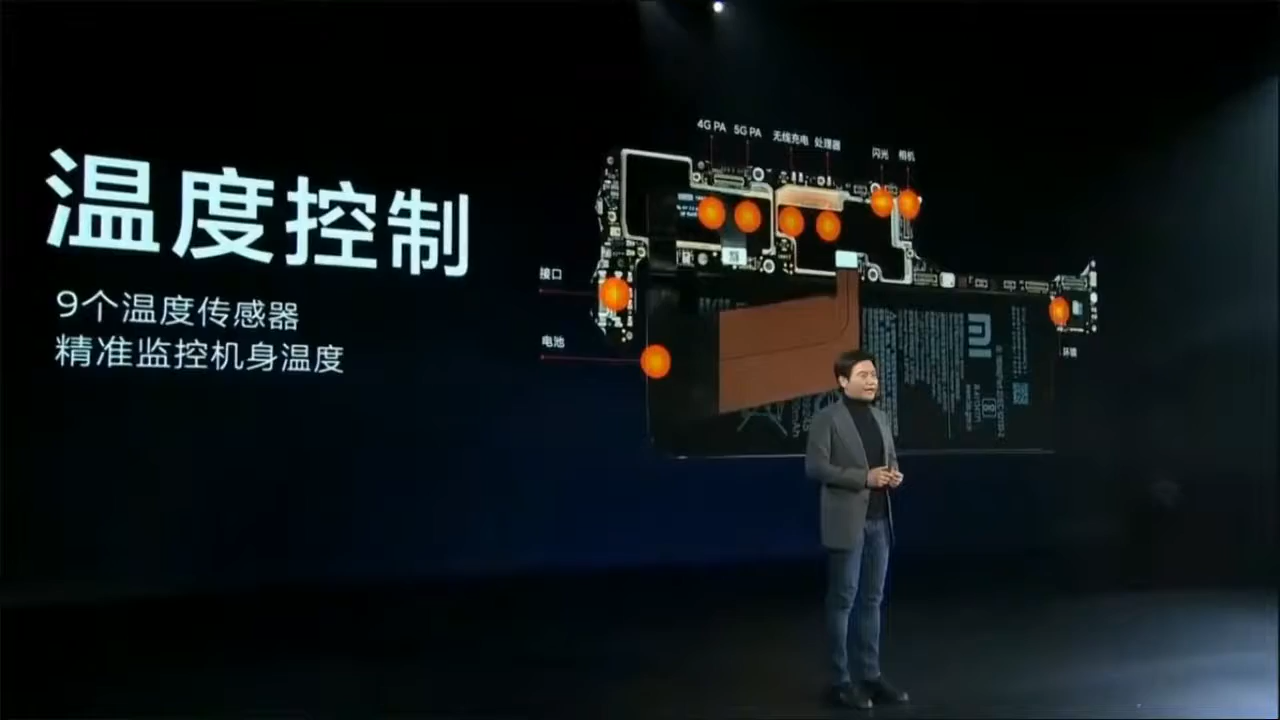 温度控制
9个温度传感器
精准监控机身温度
4G PA
5G PA
无线充电
处理器
闪光
相机
接口
电池
环境